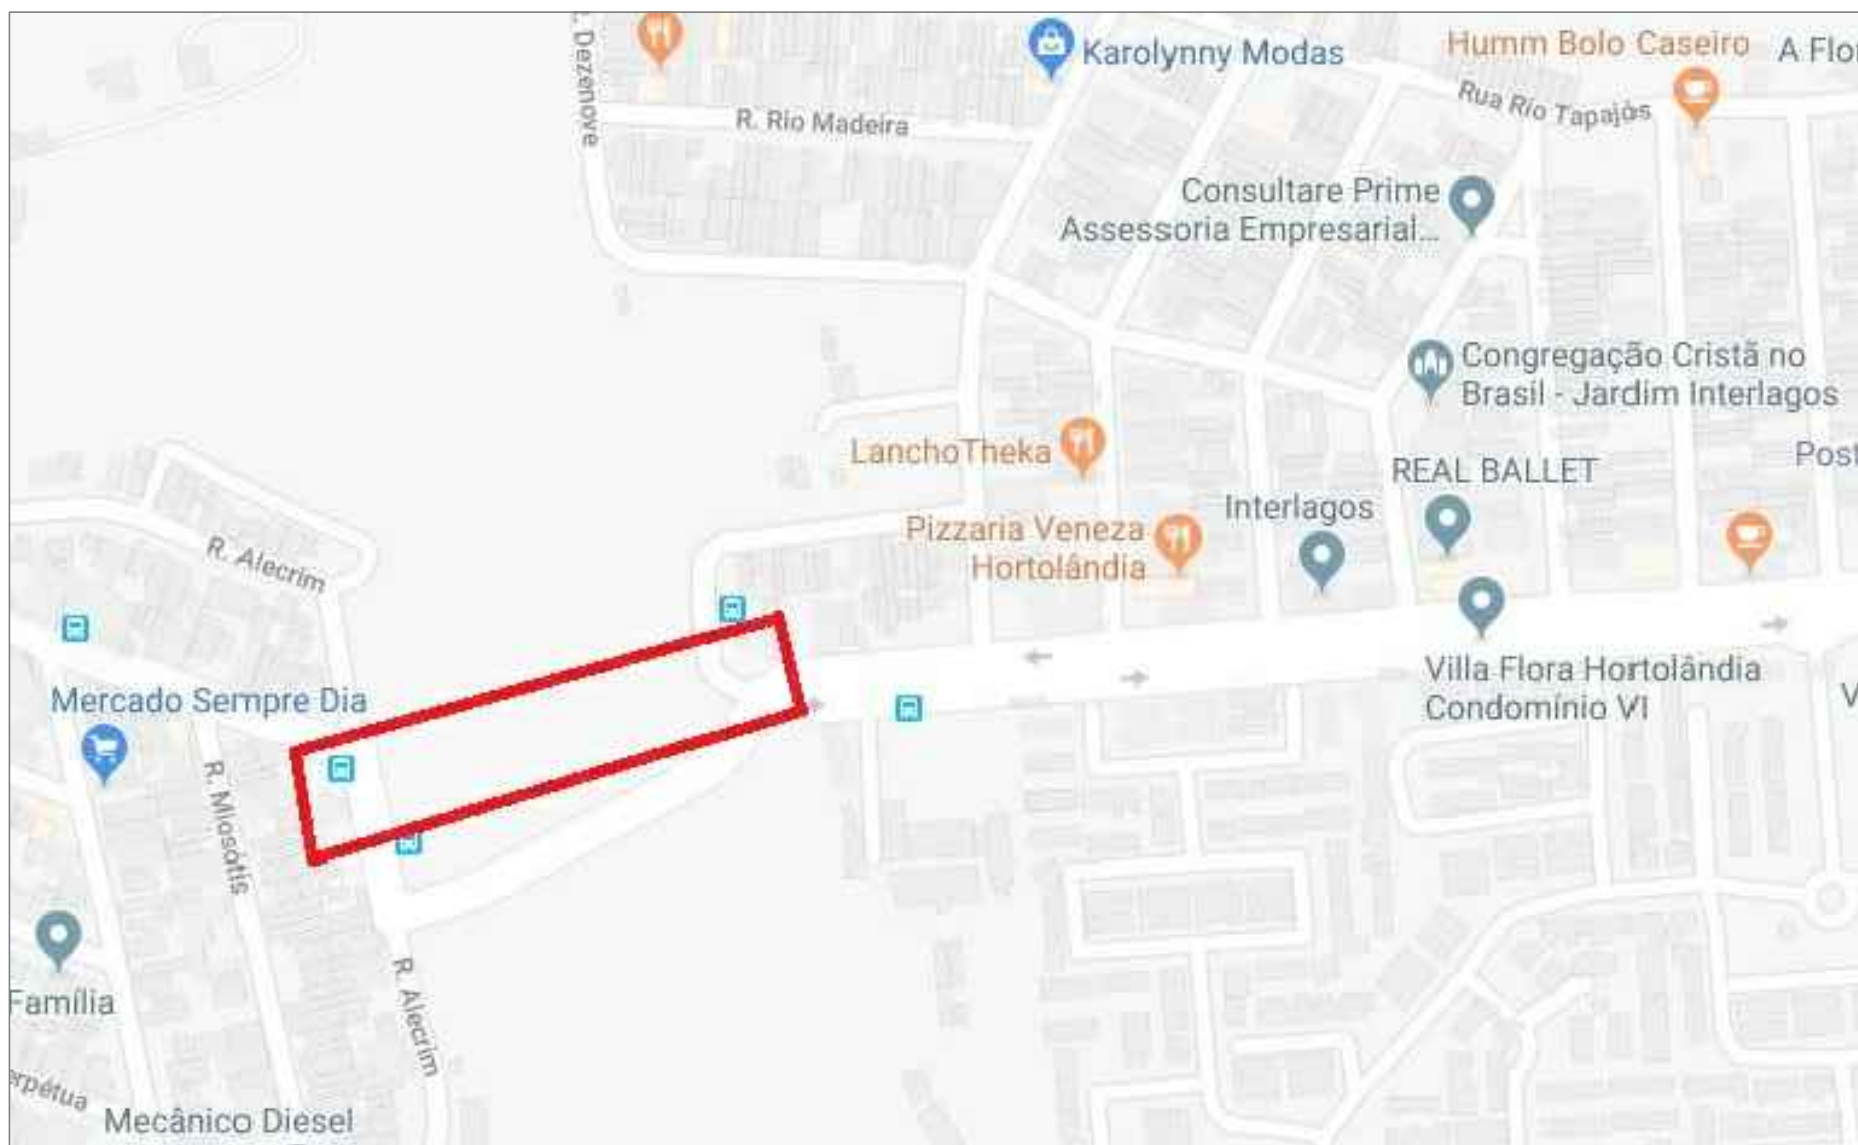 Dezenove
Karolynny Modas
Humm Bolo Caseiro
A Flor
R. Rio Madeira
Rua Rio Tapajós
Consultare Prime
Assessoria Empresarial...
Congregação Cristã no
Brasil - Jardim Interlagos
LanchoTheka
REAL BALLET
Post
Interlagos
Pizzaria Veneza
Hortolândia
R. Alecrim
Villa Flora Hortolândia
Condomínio VI
V
Mercado Sempre Dia
R. Miosótis
R. Alecrim
Família
erpétua
Mecânico Diesel